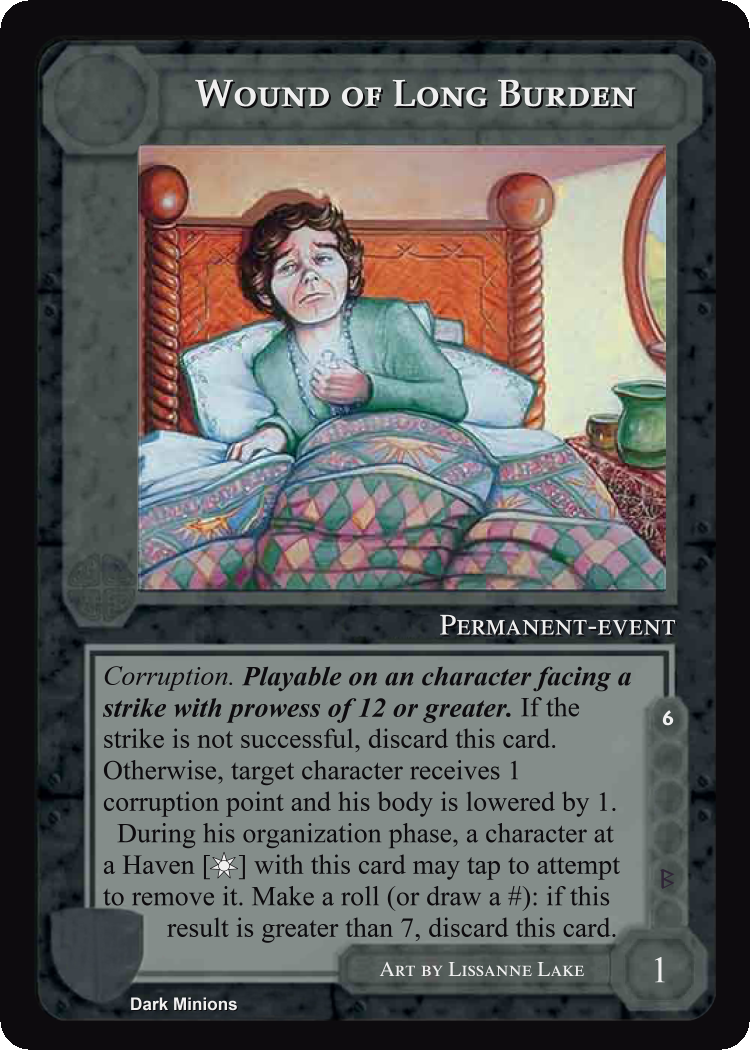 Wound of Long Burden
Permanent-event
Corruption. Playable on an character facing a
strike with prowess of 12 or greater. If the
strike is not successful, discard this card.
Otherwise, target character receives 1
corruption point and his body is lowered by 1.
During his organization phase, a character at
a Haven [☼] with this card may tap to attempt
to remove it. Make a roll (or draw a #): if this
result is greater than 7, discard this card.
6
ᛒ
Art by Lissanne Lake
1
Dark Minions